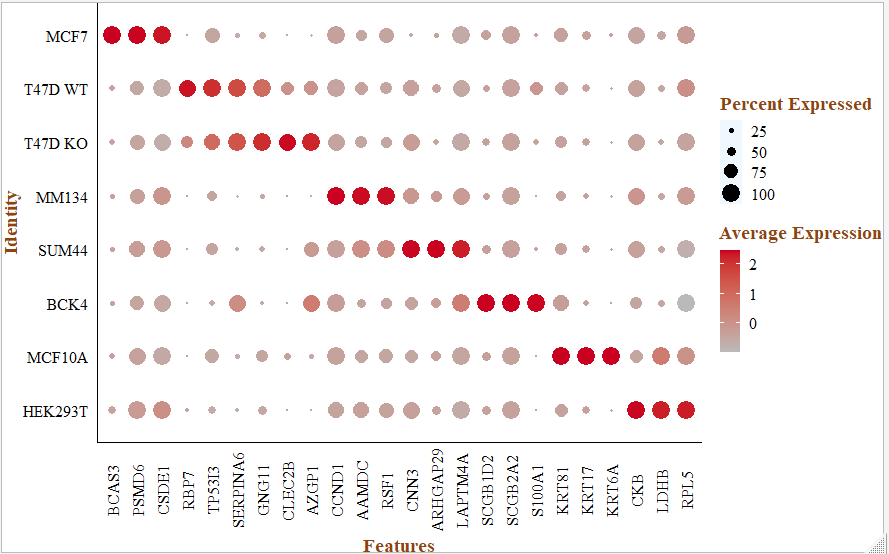 MCF7
T47D WT
T47D KO
MM134
SUM44
BCK4
MCF10A
HEK293T
Identity
BCAS3
PSMD6
CSDE1
RBP7
TP53I3
SERPINA6
GNG11
CLEC2B
AZGP1
CCND1
AAMDC
RSF1
CNN3
ARHGAP29
LAPTM4A
SCGB1D2
SCGB2A2
S100A1
KRT81
KRT17
KRT6A
CKB
LDHB
RPL5
Features
Percent Expressed
25
50
75
100
Average Expression
2
1
0